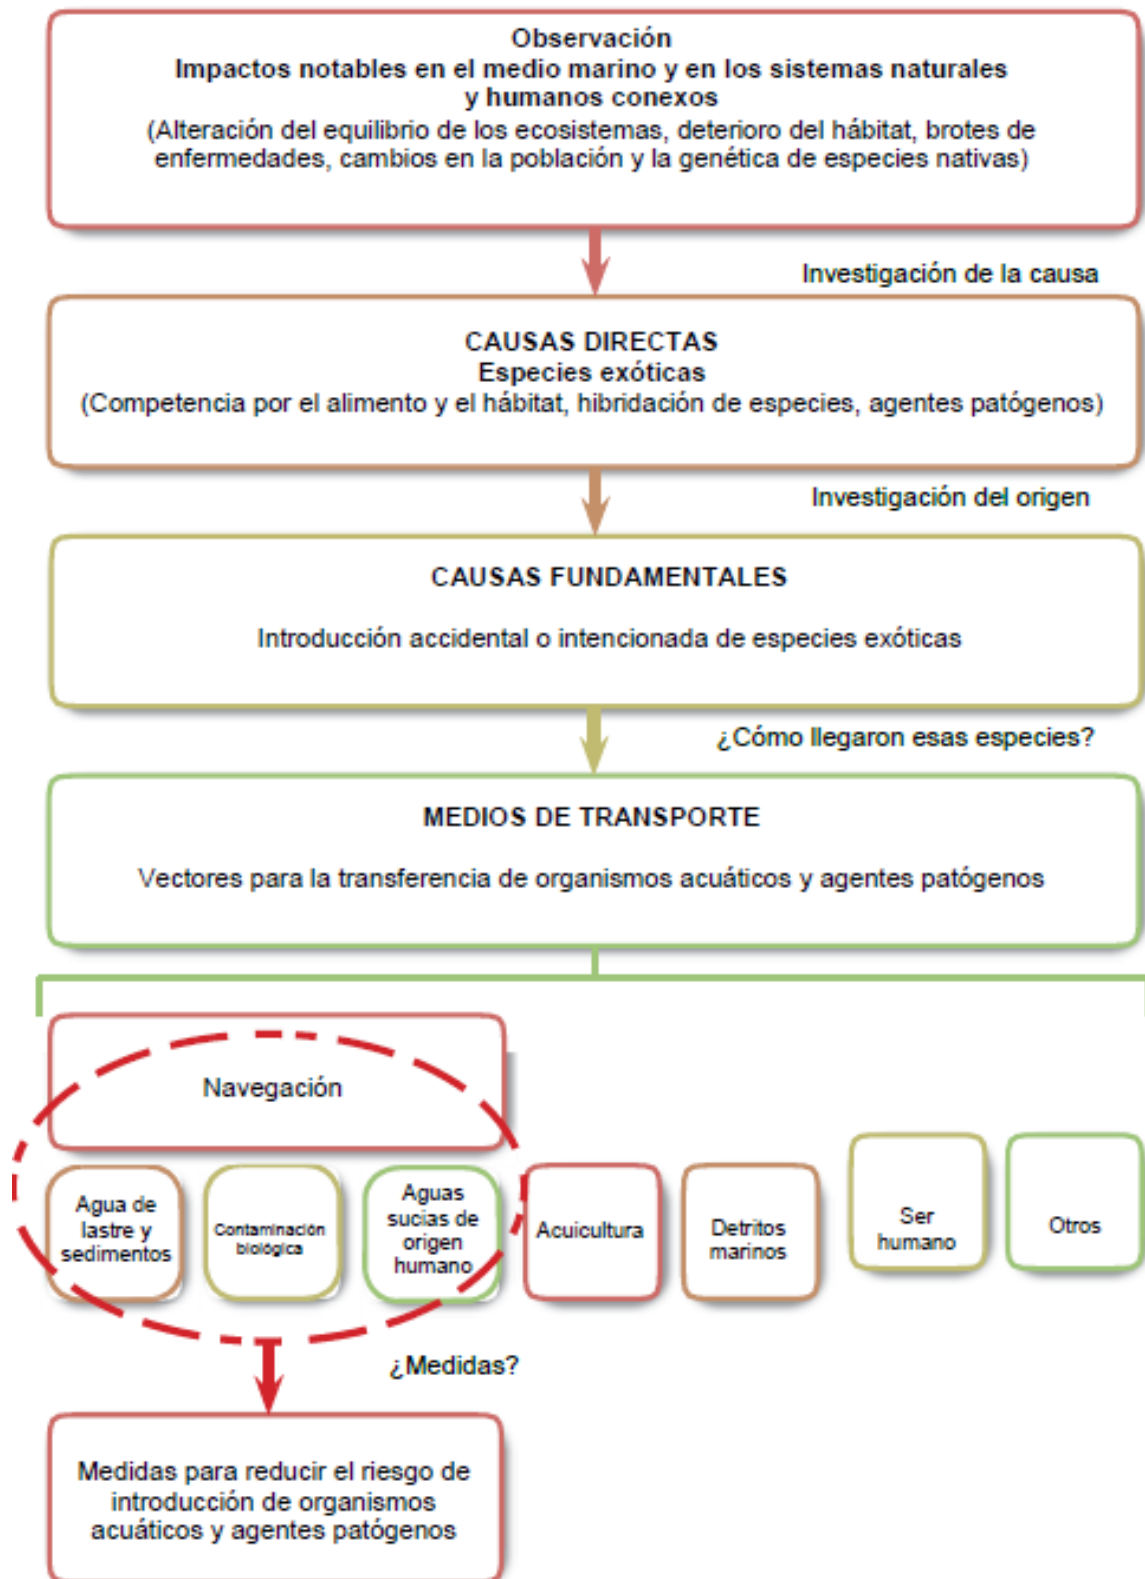 Observación
Impactos notables en el medio marino y en los sistemas naturales
y humanos conexos
(Alteración del equilibrio de los ecosistemas, deterioro del hábitat, brotes de
enfermedades, cambios en la población y la genética de especies nativas)
Investigación de la causa
CAUSAS DIRECTAS
Especies exóticas
(Competencia por el alimento y el hábitat, hibridación de especies, agentes patógenos)
Investigación del origen
CAUSAS FUNDAMENTALES
Introducción accidental o intencionada de especies exóticas
¿Cómo llegaron esas especies?
MEDIOS DE TRANSPORTE
Vectores para la transferencia de organismos acuáticos y agentes patógenos
Navegación
Agua de
lastre y
sedimentos
Contaminación
biológica
Aguas
sucias de
origen
humano
Acuicultura
Detritos
marinos
Ser
humano
Otros
¿Medidas?
Medidas para reducir el riesgo de
introducción de organismos
acuáticos y agentes patógenos